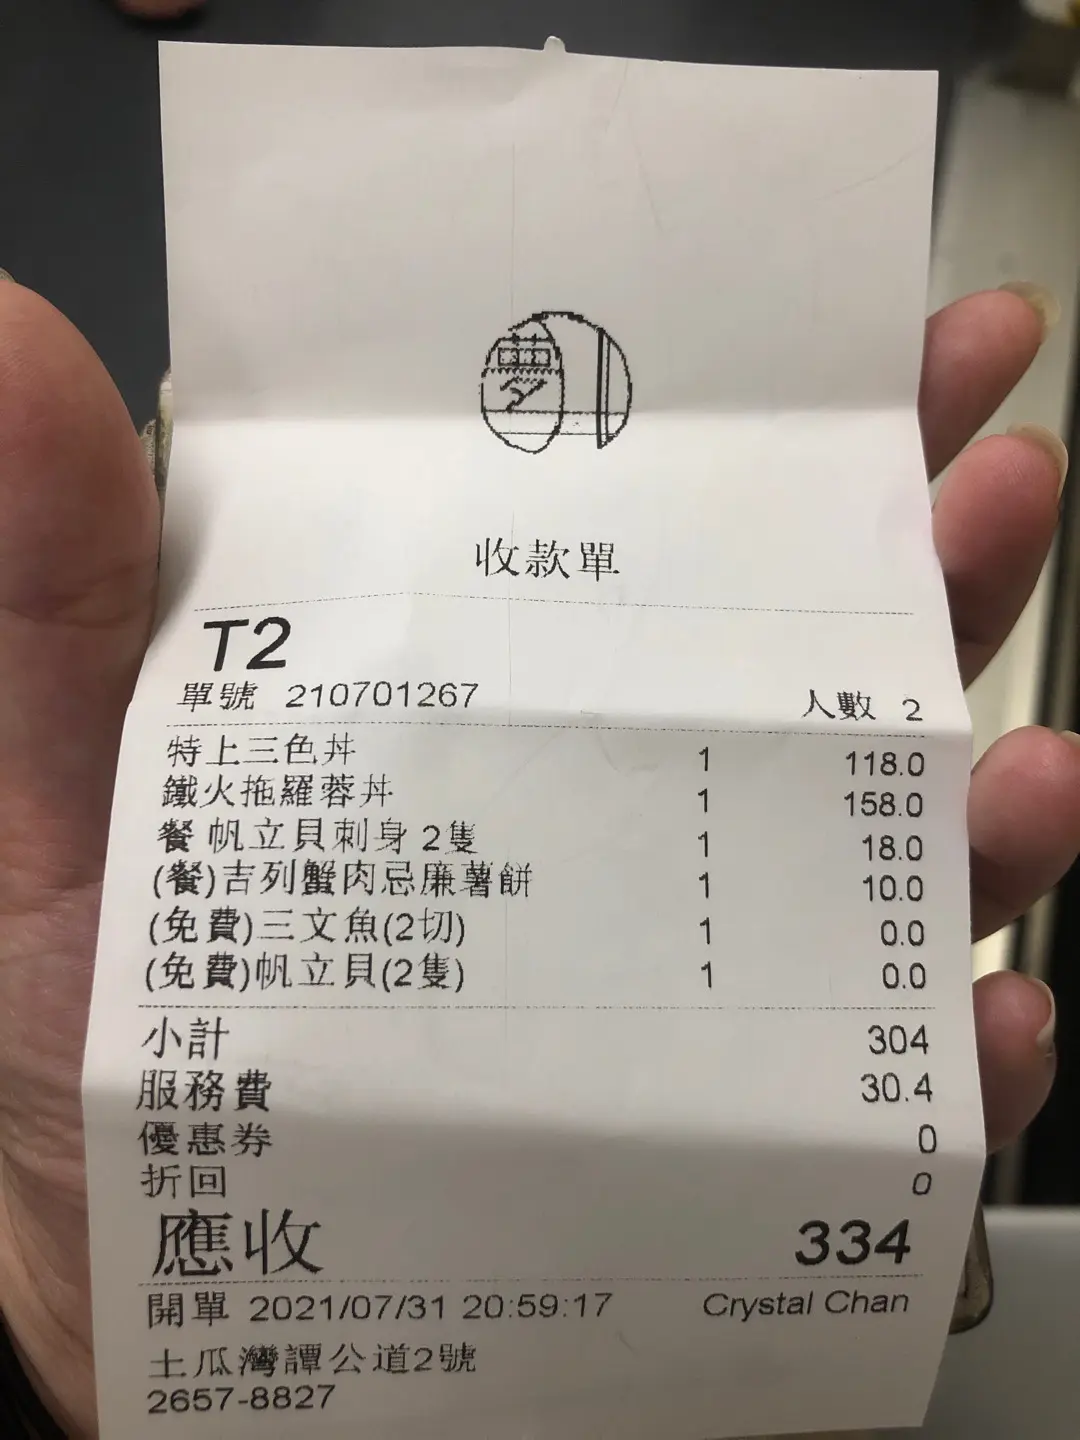 夢
收款單
T2
單號 210701267 人數 2
特上三色丼 1 118.0
鐵火拖羅蓉丼 1 158.0
餐 帆立貝刺身 2隻 1 18.0
(餐)吉列蟹肉忌廉薯餅 1 10.0
(免費)三文魚(2切) 1 0.0
(免費)帆立貝(2隻) 1 0.0
小計 304
服務費 30.4
優惠券 0
折回 0
應收 334
開單 2021/07/31 20:59:17 Crystal Chan
土瓜灣譚公道2號
2657-8827